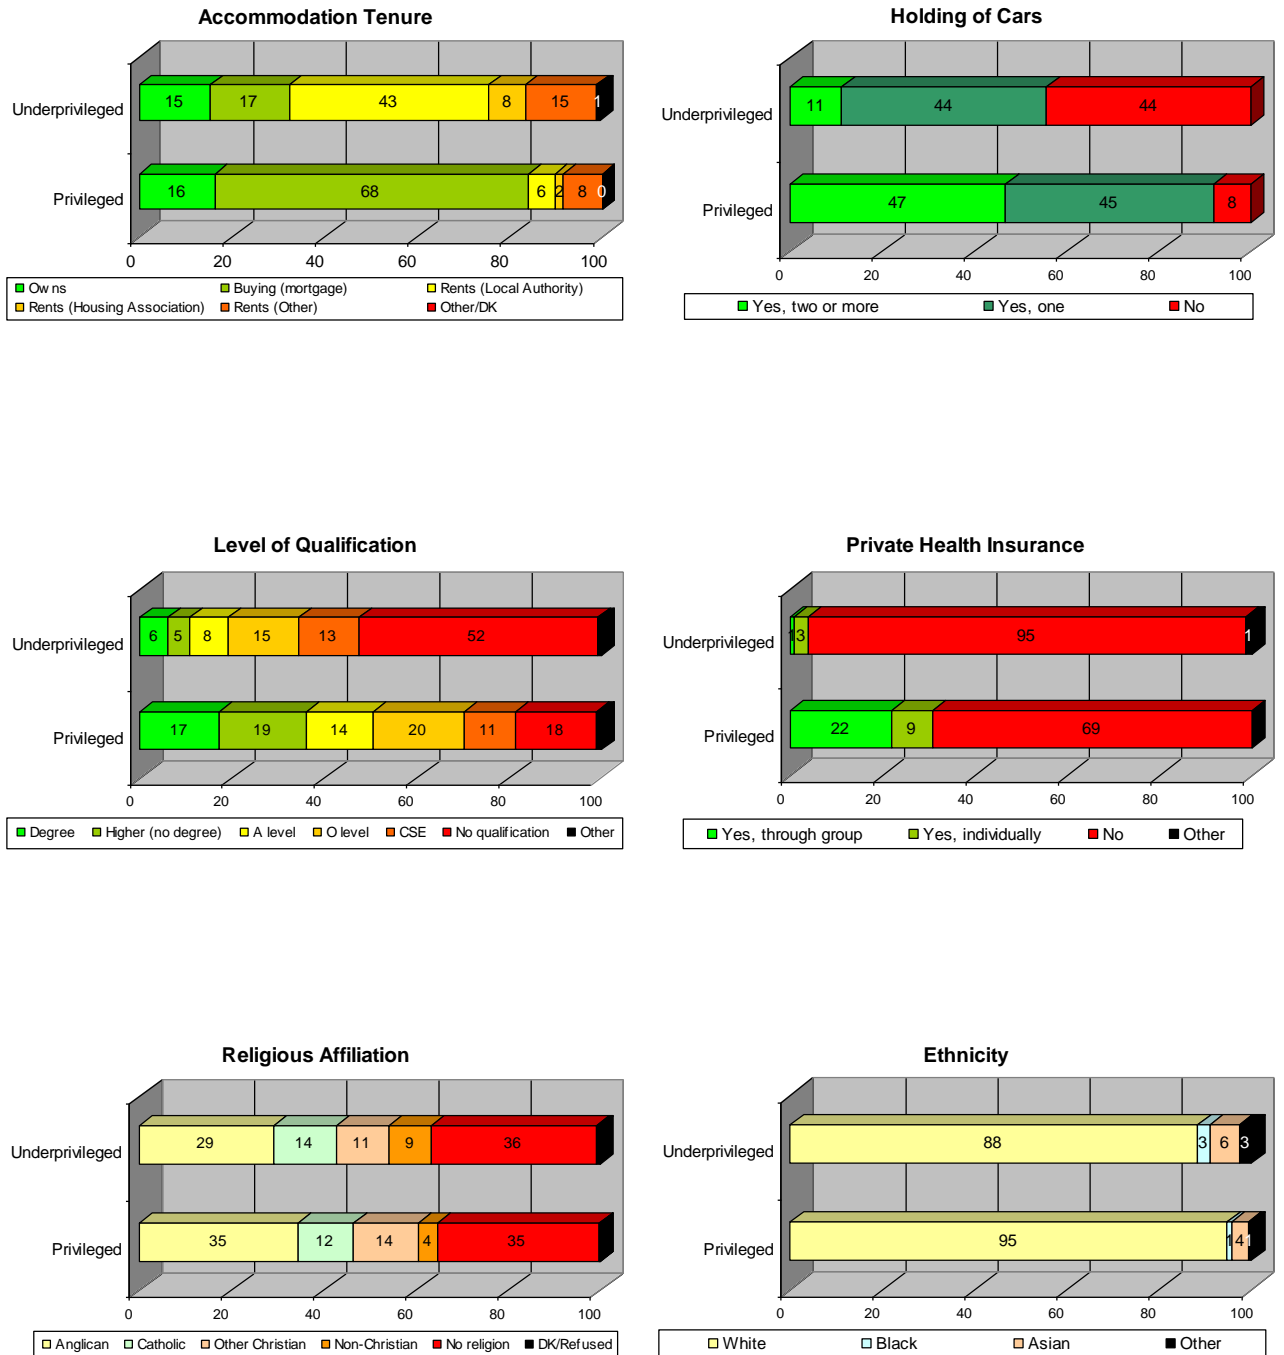 Accommodation Tenure
Underprivileged 15 17 43 8 15 1
Privileged 16 68 6 2 8 0
0 20 40 60 80 100
Owns Buying (mortgage) Rents (Local Authority)
Rents (Housing Association) Rents (Other) Other/DK
Holding of Cars
Underprivileged 11 44 44
Privileged 47 45 8
0 20 40 60 80 100
Yes, two or more Yes, one No
Level of Qualification
Underprivileged 6 5 8 15 13 52
Privileged 17 19 14 20 11 18
0 20 40 60 80 100
Degree Higher (no degree) A level O level CSE No qualification Other
Private Health Insurance
Underprivileged 1 3 95 1
Privileged 22 9 69
0 20 40 60 80 100
Yes, through group Yes, individually No Other
Religious Affiliation
Underprivileged 29 14 11 9 36
Privileged 35 12 14 4 35
0 20 40 60 80 100
Anglican Catholic Other Christian Non-Christian No religion DK/Refused
Ethnicity
Underprivileged 88 3 6 3
Privileged 95 1 4 1
0 20 40 60 80 100
White Black Asian Other